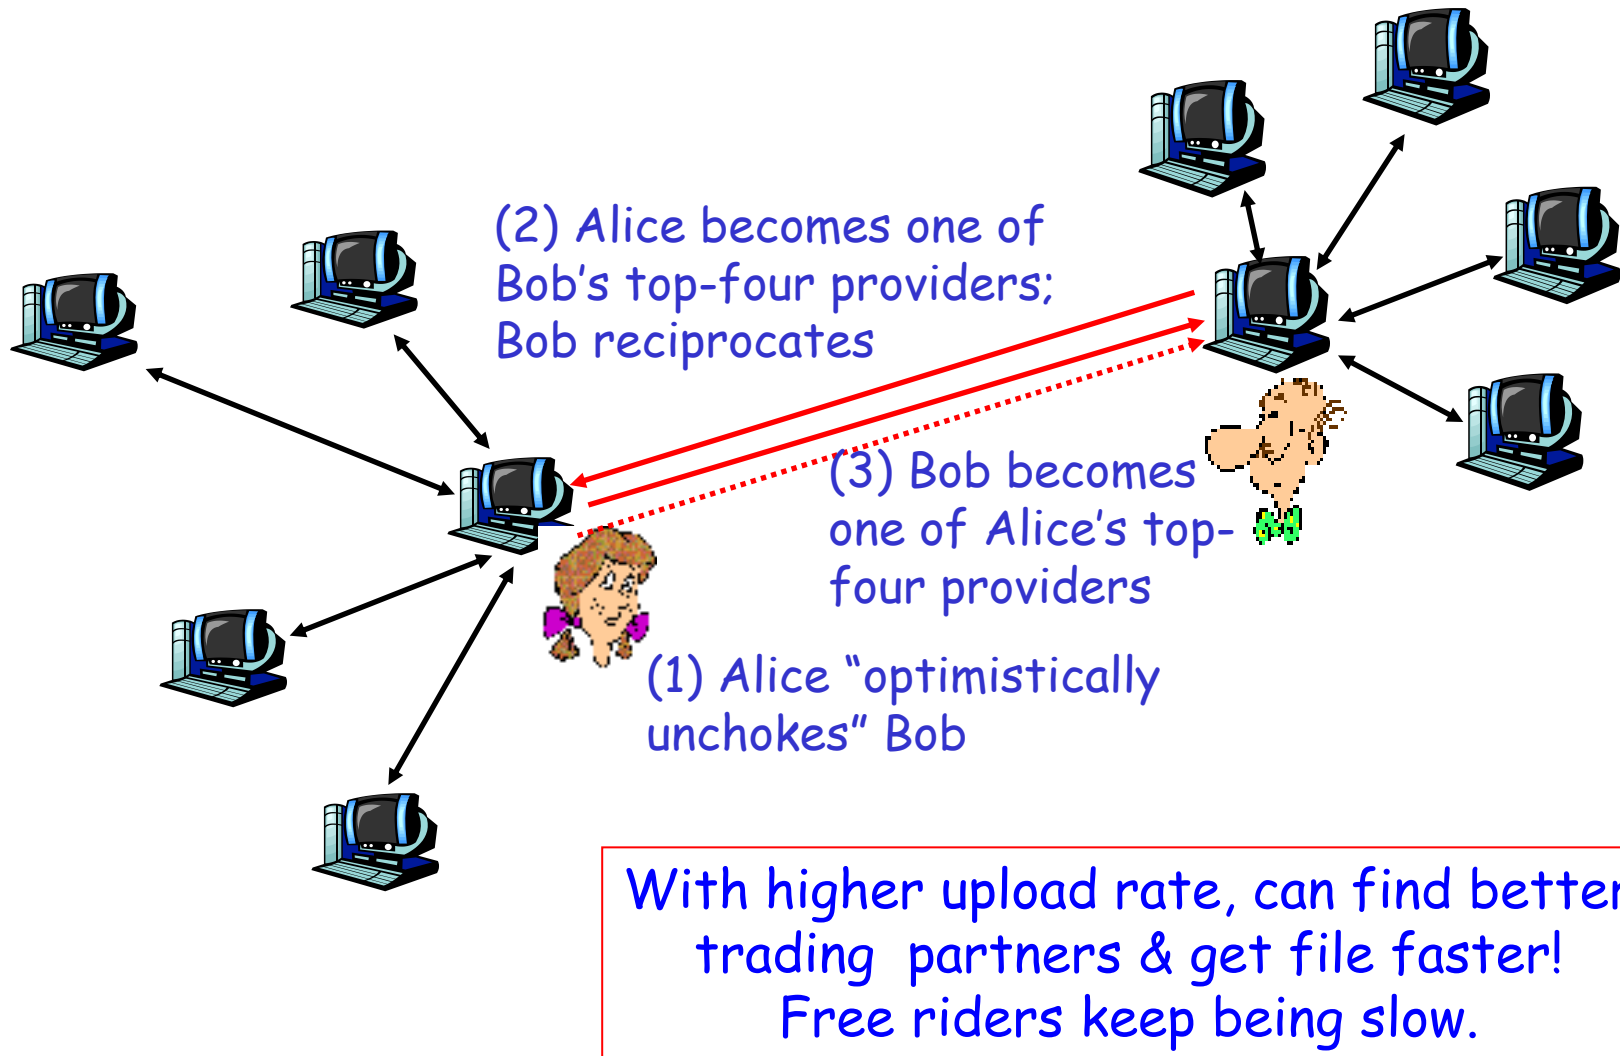 (2) Alice becomes one of
Bob's top-four providers;
Bob reciprocates
(3) Bob becomes
one of Alice's top-
four providers
(1) Alice “optimistically
unchokes” Bob
With higher upload rate, can find better
trading partners & get file faster!
Free riders keep being slow.